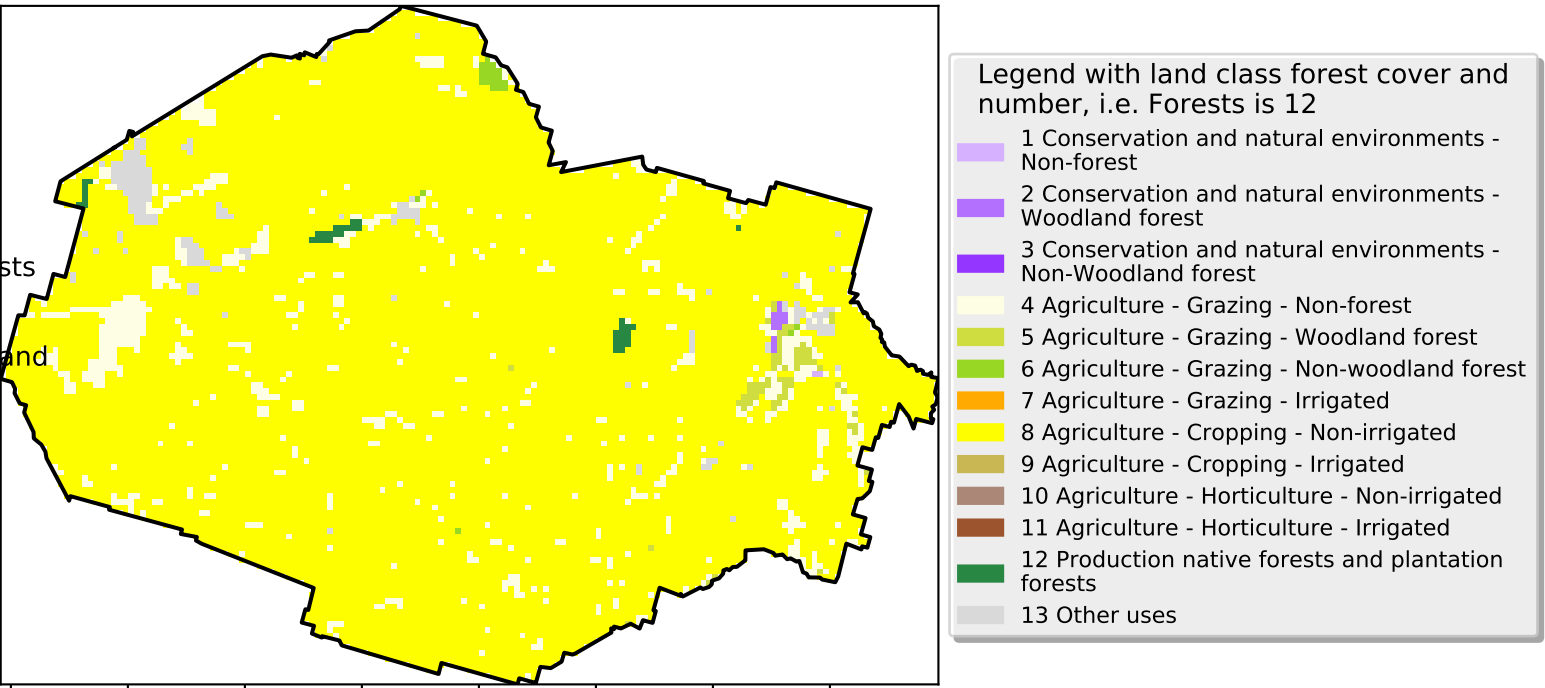 sts
and
Legend with land class forest cover and
number, i.e. Forests is 12
1 Conservation and natural environments -
Non-forest
2 Conservation and natural environments -
Woodland forest
3 Conservation and natural environments -
Non-Woodland forest
4 Agriculture - Grazing - Non-forest
5 Agriculture - Grazing - Woodland forest
6 Agriculture - Grazing - Non-woodland forest
7 Agriculture - Grazing - Irrigated
8 Agriculture - Cropping - Non-irrigated
9 Agriculture - Cropping - Irrigated
10 Agriculture - Horticulture - Non-irrigated
11 Agriculture - Horticulture - Irrigated
12 Production native forests and plantation
forests
13 Other uses